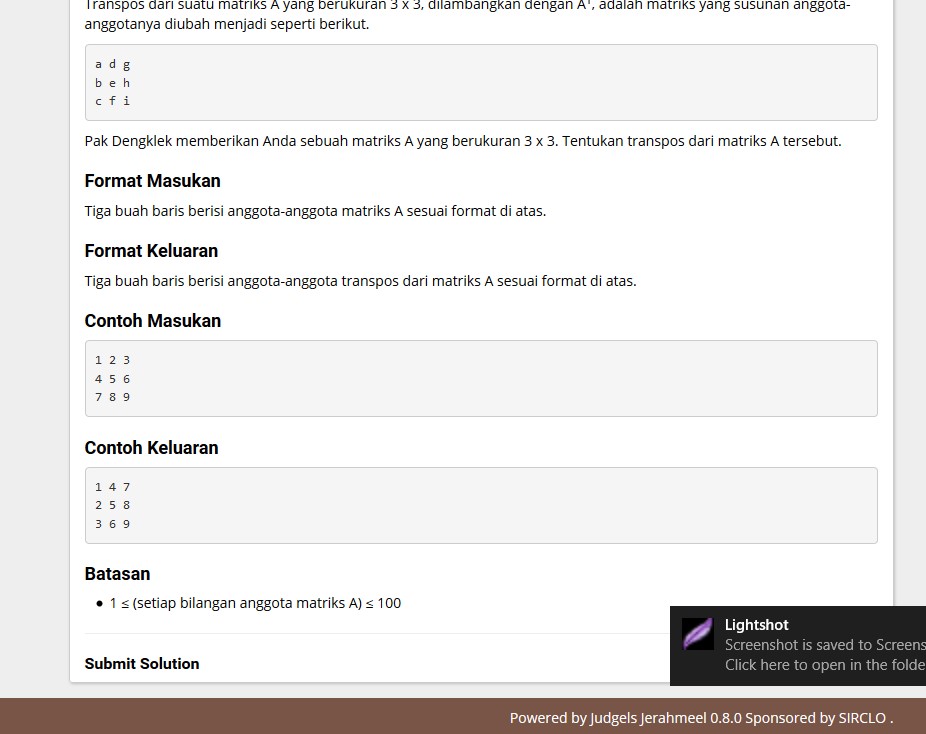 Transpos dari suatu matriks A yang berukuran 3 x 3, dilambangkan dengan Aᵀ, adalah matriks yang susunan anggota-
anggotanya diubah menjadi seperti berikut.
a d g
b e h
c f i
Pak Dengklek memberikan Anda sebuah matriks A yang berukuran 3 x 3. Tentukan transpos dari matriks A tersebut.
Format Masukan
Tiga buah baris berisi anggota-anggota matriks A sesuai format di atas.
Format Keluaran
Tiga buah baris berisi anggota-anggota transpos dari matriks A sesuai format di atas.
Contoh Masukan
1 2 3
4 5 6
7 8 9
Contoh Keluaran
1 4 7
2 5 8
3 6 9
Batasan
• 1 ≤ (setiap bilangan anggota matriks A) ≤ 100
Submit Solution
Lightshot
Screenshot is saved to Screens
Click here to open in the folde
Powered by Judgels Jerahmeel 0.8.0 Sponsored by SIRCLO .